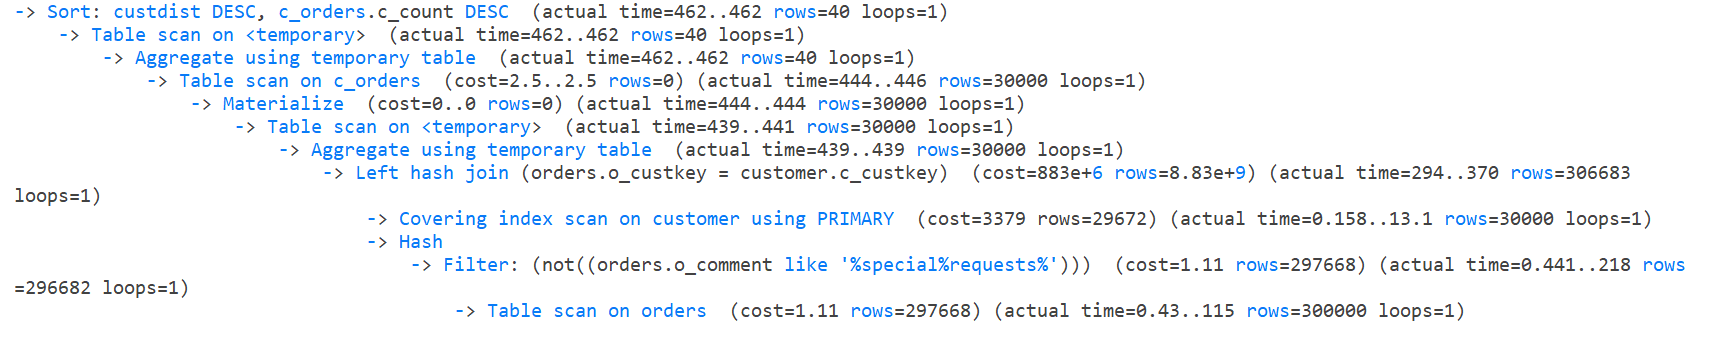 -> Sort: custdist DESC, c_orders.c_count DESC  (actual time=462..462 rows=40 loops=1)
    -> Table scan on <temporary>  (actual time=462..462 rows=40 loops=1)
        -> Aggregate using temporary table  (actual time=462..462 rows=40 loops=1)
            -> Table scan on c_orders  (cost=2.5..2.5 rows=0) (actual time=444..446 rows=30000 loops=1)
                -> Materialize  (cost=0..0 rows=0) (actual time=444..444 rows=30000 loops=1)
                    -> Table scan on <temporary>  (actual time=439..441 rows=30000 loops=1)
                        -> Aggregate using temporary table  (actual time=439..439 rows=30000 loops=1)
                            -> Left hash join (orders.o_custkey = customer.c_custkey)  (cost=883e+6 rows=8.83e+9) (actual time=294..370 rows=306683
loops=1)
                                -> Covering index scan on customer using PRIMARY  (cost=3379 rows=29672) (actual time=0.158..13.1 rows=30000 loops=1)
                                -> Hash
                                    -> Filter: (not((orders.o_comment like '%special%requests%')))  (cost=1.11 rows=297668) (actual time=0.441..218 rows
=296682 loops=1)
                                        -> Table scan on orders  (cost=1.11 rows=297668) (actual time=0.43..115 rows=300000 loops=1)